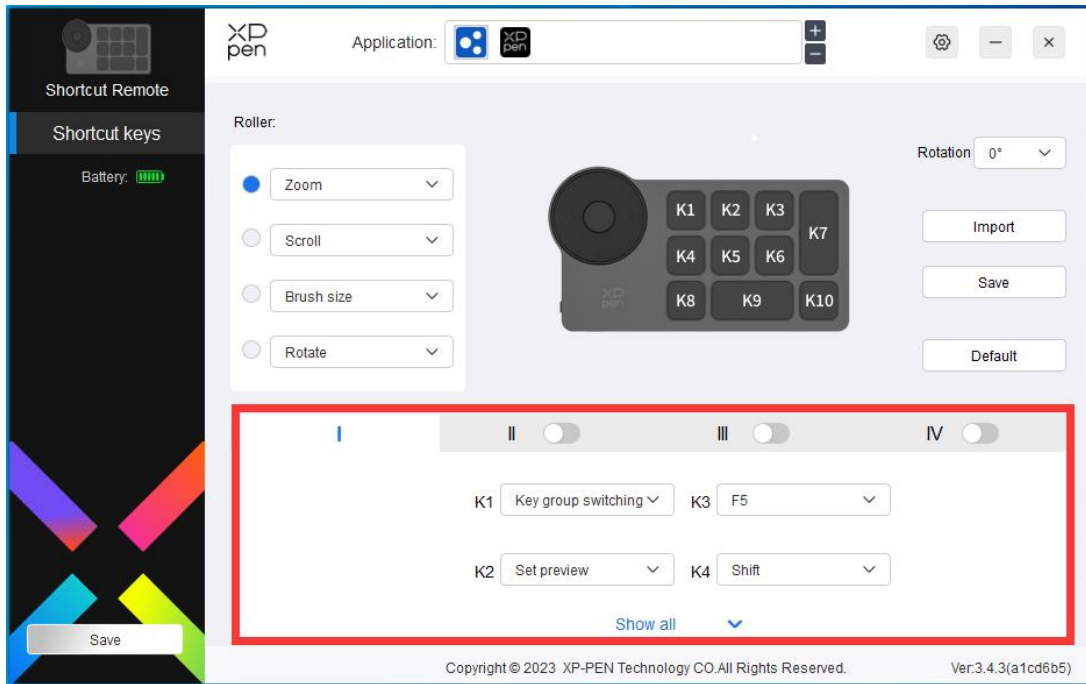 Shortcut Remote
Shortcut keys
Battery:
Save
XP
pen
Application:
XP
pen
+
−
Roller:
Zoom
Scroll
Brush size
Rotate
K1 K2 K3
K7
K4 K5 K6
K8 K9 K10
XP
pen
Rotation 0°
Import
Save
Default
I II III IV
K1 Key group switching K3 F5
K2 Set preview K4 Shift
Show all
Copyright © 2023 XP-PEN Technology CO.All Rights Reserved. Ver:3.4.3(a1cd6b5)